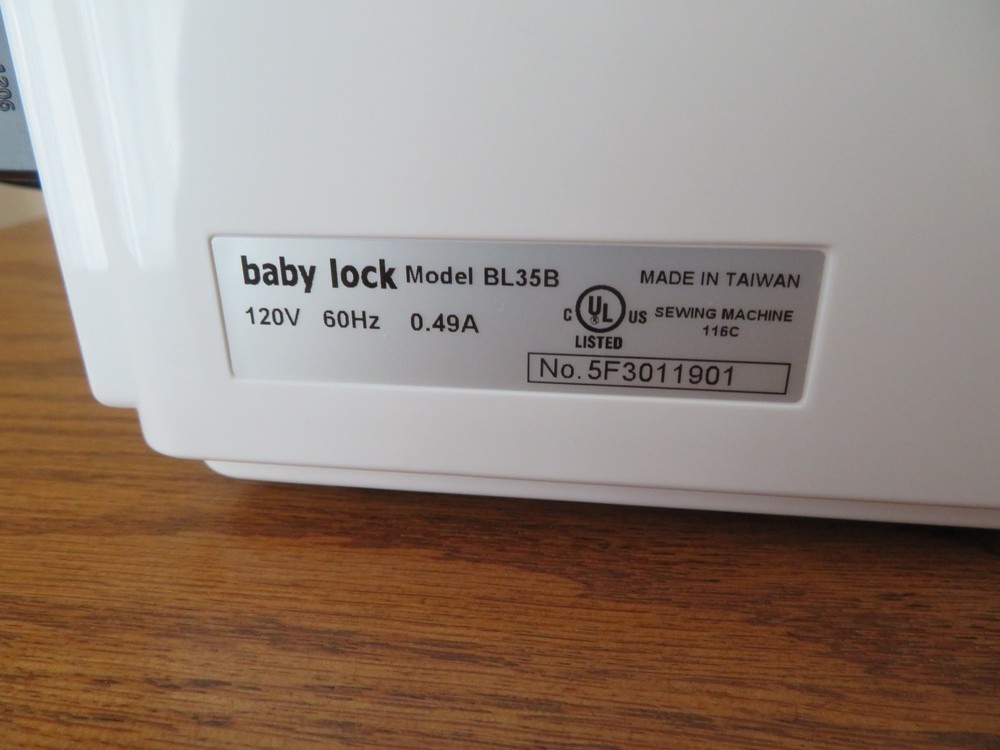 baby lock Model BL35B
120V 60Hz 0.49A
MADE IN TAIWAN
C UL® US
LISTED
SEWING MACHINE
116C
No. 5F3011901
1206